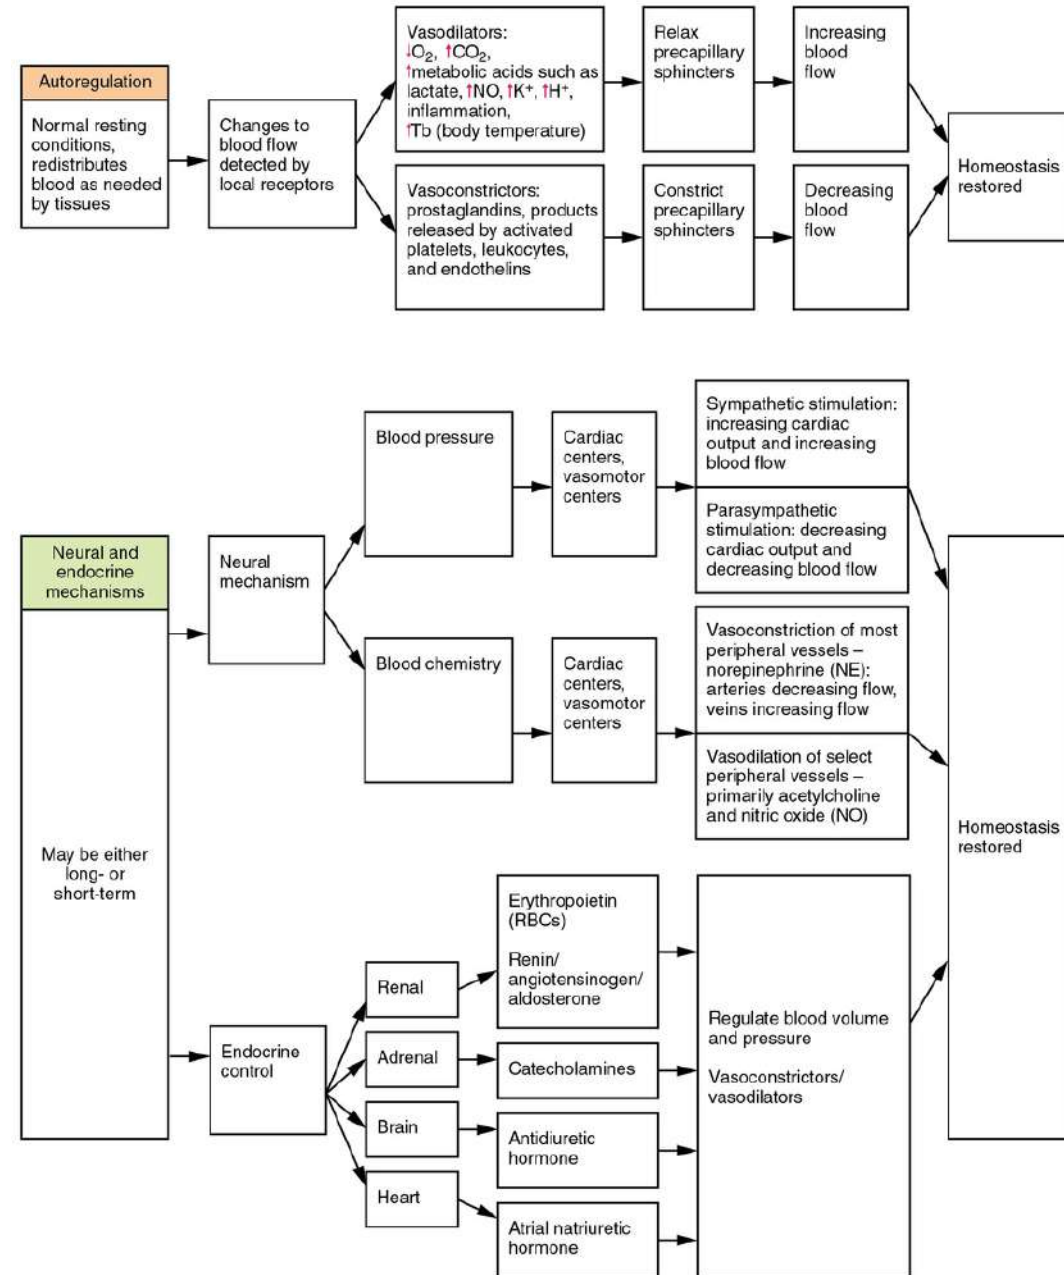 Autoregulation
Normal resting
conditions,
redistributes
blood as needed
by tissues
Changes to
blood flow
detected by
local receptors
Vasodilators:
↓O₂, ↑CO₂,
↑metabolic acids such as
lactate, ↑NO, ↑K⁺, ↑H⁺,
inflammation,
↑Tb (body temperature)
Relax
precapillary
sphincters
Increasing
blood
flow
Vasoconstrictors:
prostaglandins, products
released by activated
platelets, leukocytes,
and endothelins
Constrict
precapillary
sphincters
Decreasing
blood
flow
Homeostasis
restored
Neural and
endocrine
mechanisms
May be either
long- or
short-term
Neural
mechanism
Blood pressure
Cardiac
centers,
vasomotor
centers
Sympathetic stimulation:
increasing cardiac
output and increasing
blood flow
Parasympathetic
stimulation: decreasing
cardiac output and
decreasing blood flow
Blood chemistry
Cardiac
centers,
vasomotor
centers
Vasoconstriction of most
peripheral vessels –
norepinephrine (NE):
arteries decreasing flow,
veins increasing flow
Vasodilation of select
peripheral vessels –
primarily acetylcholine
and nitric oxide (NO)
Endocrine
control
Renal
Erythropoietin
(RBCs)
Renin/
angiotensinogen/
aldosterone
Adrenal
Catecholamines
Brain
Antidiuretic
hormone
Heart
Atrial natriuretic
hormone
Regulate blood volume
and pressure
Vasoconstrictors/
vasodilators
Homeostasis
restored